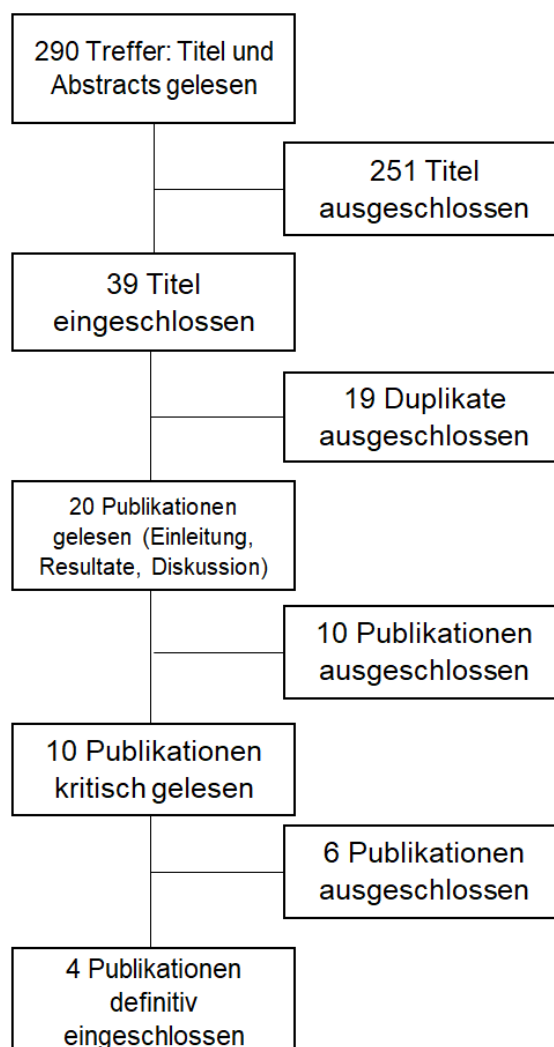 290 Treffer: Titel und
Abstracts gelesen
251 Titel
ausgeschlossen
39 Titel
eingeschlossen
19 Duplikate
ausgeschlossen
20 Publikationen
gelesen (Einleitung,
Resultate, Diskussion)
10 Publikationen
ausgeschlossen
10 Publikationen
kritisch gelesen
6 Publikationen
ausgeschlossen
4 Publikationen
definitiv
eingeschlossen